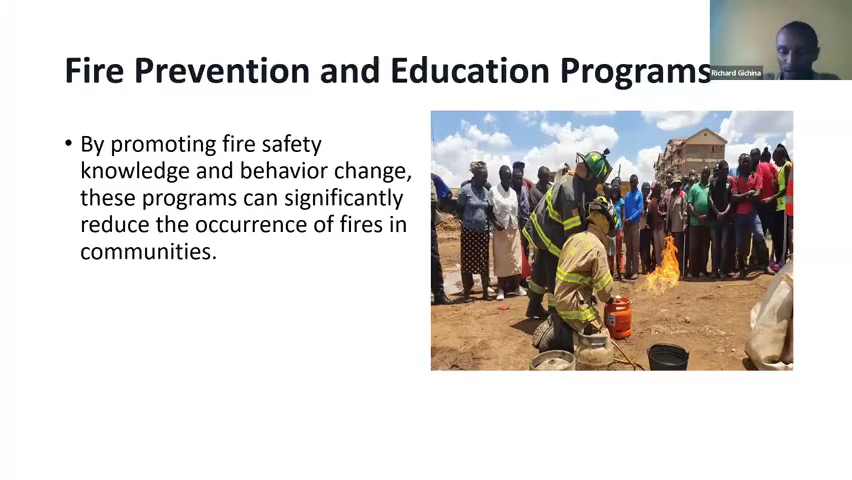 Fire Prevention and Education Programs
Richard Gichina
• By promoting fire safety
knowledge and behavior change,
these programs can significantly
reduce the occurrence of fires in
communities.